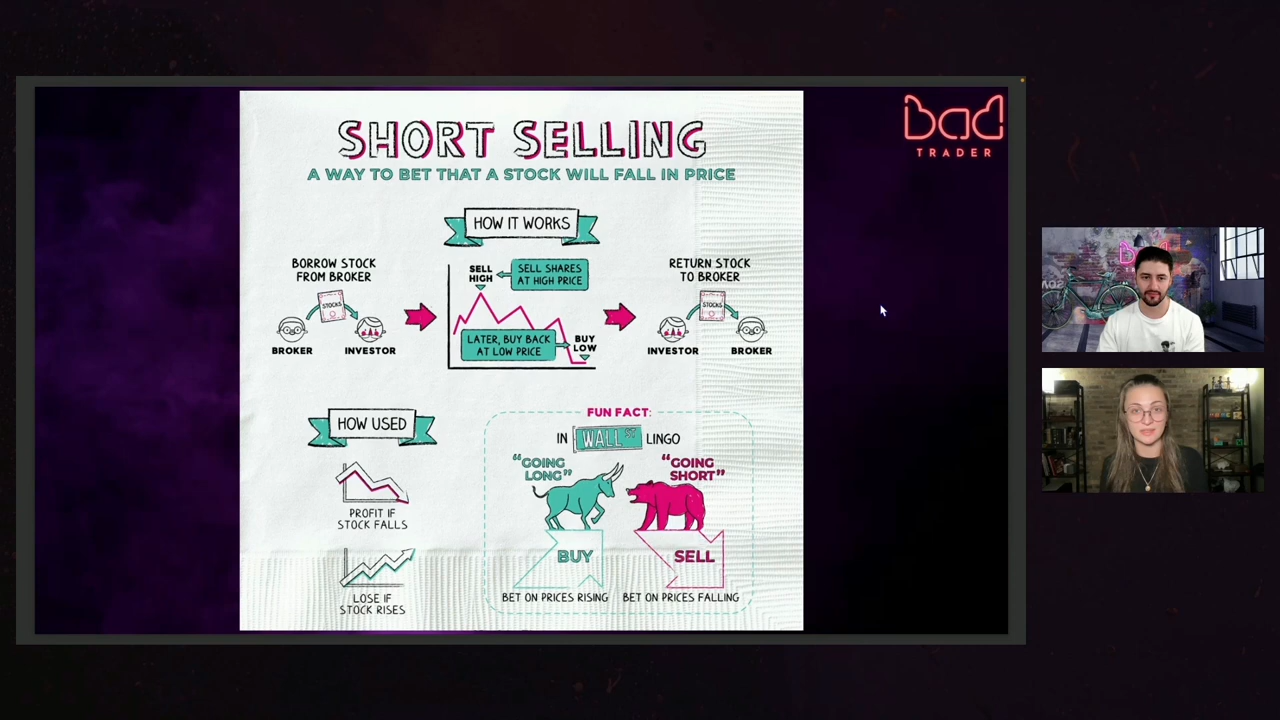 SHORT SELLING
A WAY TO BET THAT A STOCK WILL FALL IN PRICE
bad
TRADER
HOW IT WORKS
BORROW STOCK
FROM BROKER
STOCKS
BROKER
INVESTOR
SELL
HIGH
SELL SHARES
AT HIGH PRICE
LATER, BUY BACK
AT LOW PRICE
BUY
LOW
RETURN STOCK
TO BROKER
STOCKS
INVESTOR
BROKER
HOW USED
PROFIT IF
STOCK FALLS
LOSE IF
STOCK RISES
FUN FACT:
IN WALL ST LINGO
“GOING
LONG”
“GOING
SHORT”
BUY
SELL
BET ON PRICES RISING
BET ON PRICES FALLING